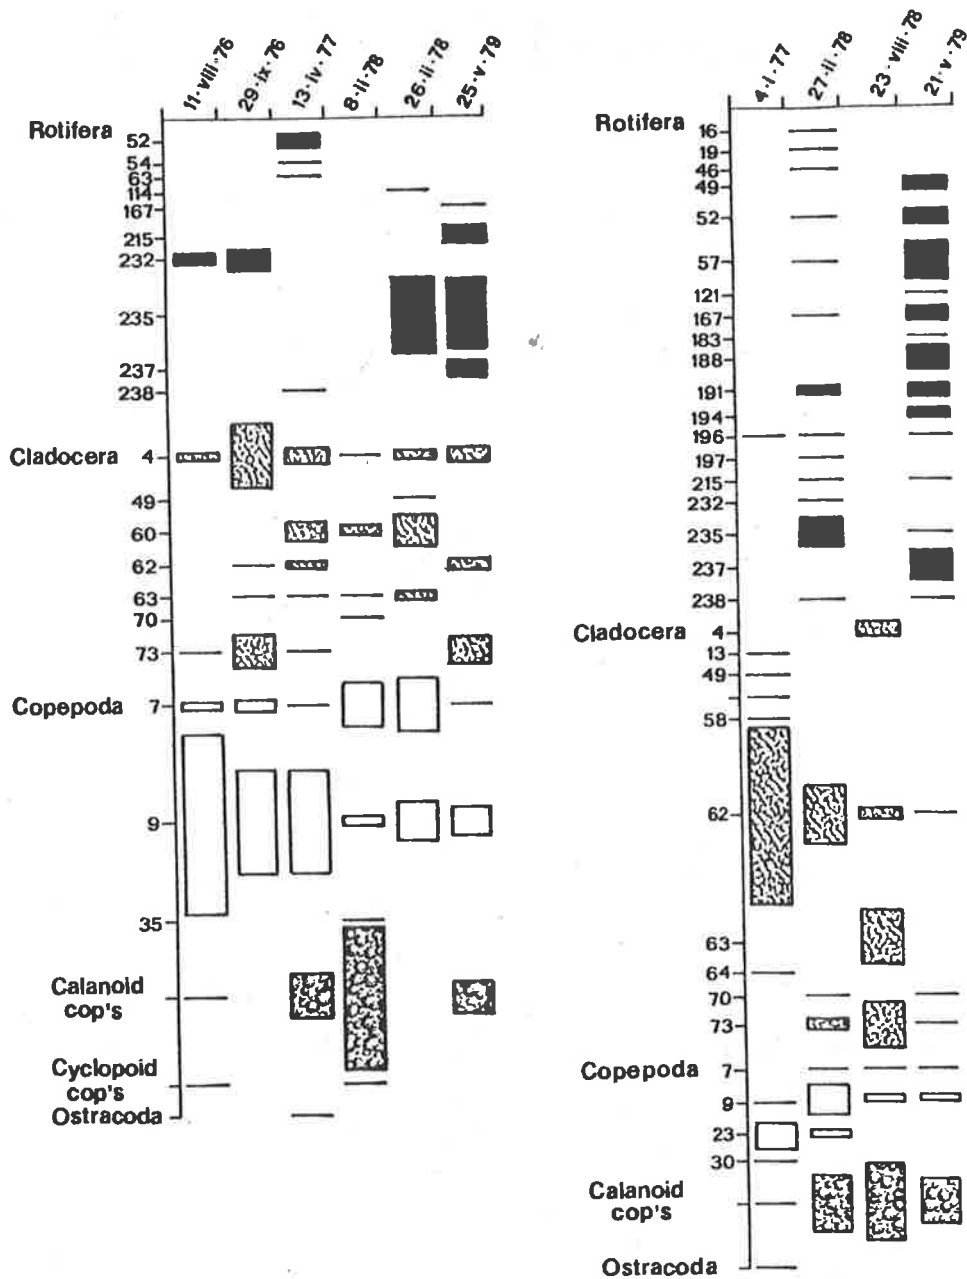 11·viii·76
29·ix·76
13·iv·77
8·ii·78
26·ii·78
25·v·79
Rotifera
52
54
63
114
167
215
232
235
237
238
Cladocera 4
49
60
62
63
70
73
Copepoda 7
9
35
Calanoid
cop's
Cyclopoid
cop's
Ostracoda
4·i·77
27·ii·78
23·viii·78
21·v·79
Rotifera
16
19
46
49
52
57
121
167
183
188
191
194
196
197
215
232
235
237
238
Cladocera 4
13
49
58
62
63
64
70
73
Copepoda 7
9
23
30
Calanoid
cop's
Ostracoda